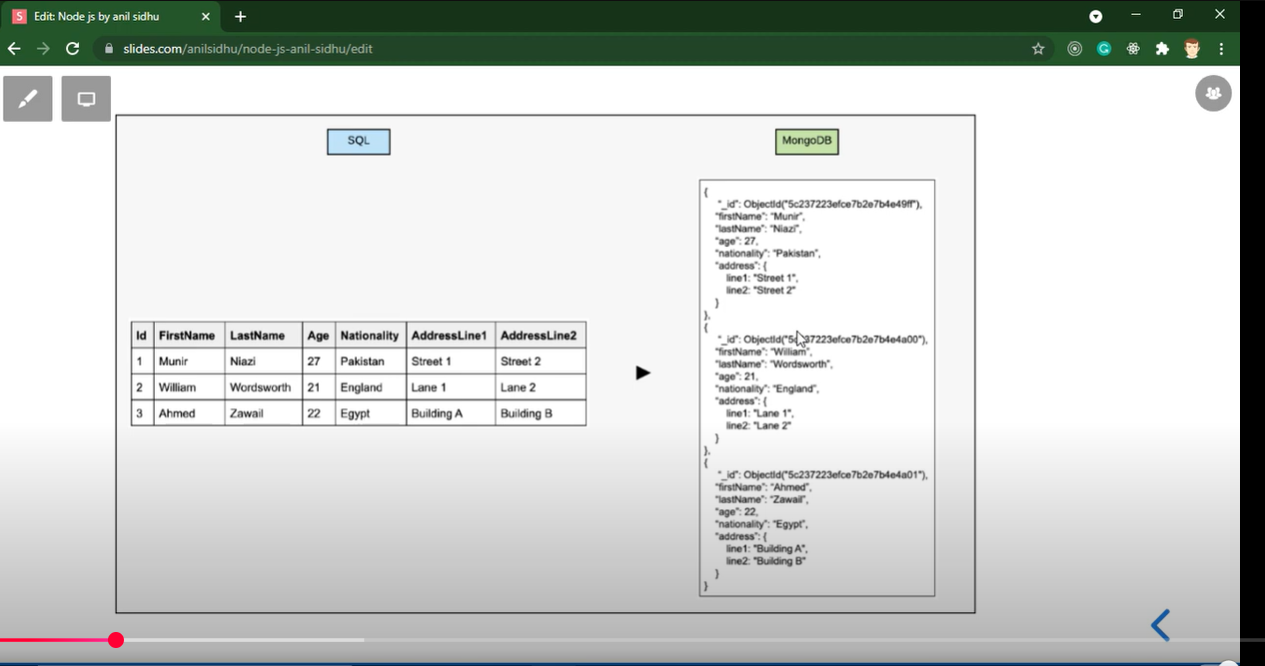 S Edit: Node js by anil sidhu
slides.com/anilsidhu/node-js-anil-sidhu/edit
SQL
MongoDB
Id FirstName LastName Age Nationality AddressLine1 AddressLine2
1 Munir Niazi 27 Pakistan Street 1 Street 2
2 William Wordsworth 21 England Lane 1 Lane 2
3 Ahmed Zawail 22 Egypt Building A Building B
{
"_id": ObjectId("5c237223efce7b2e7b4e49ff"),
"firstName": "Munir",
"lastName": "Niazi",
"age": 27,
"nationality": "Pakistan",
"address": {
line1: "Street 1",
line2: "Street 2"
}
},
{
"_id": ObjectId("5c237223efce7b2e7b4e4a00"),
"firstName": "William",
"lastName": "Wordsworth",
"age": 21,
"nationality": "England",
"address": {
line1: "Lane 1",
line2: "Lane 2"
}
},
{
"_id": ObjectId("5c237223efce7b2e7b4e4a01"),
"firstName": "Ahmed",
"lastName": "Zawail",
"age": 22,
"nationality": "Egypt",
"address": {
line1: "Building A",
line2: "Building B"
}
}